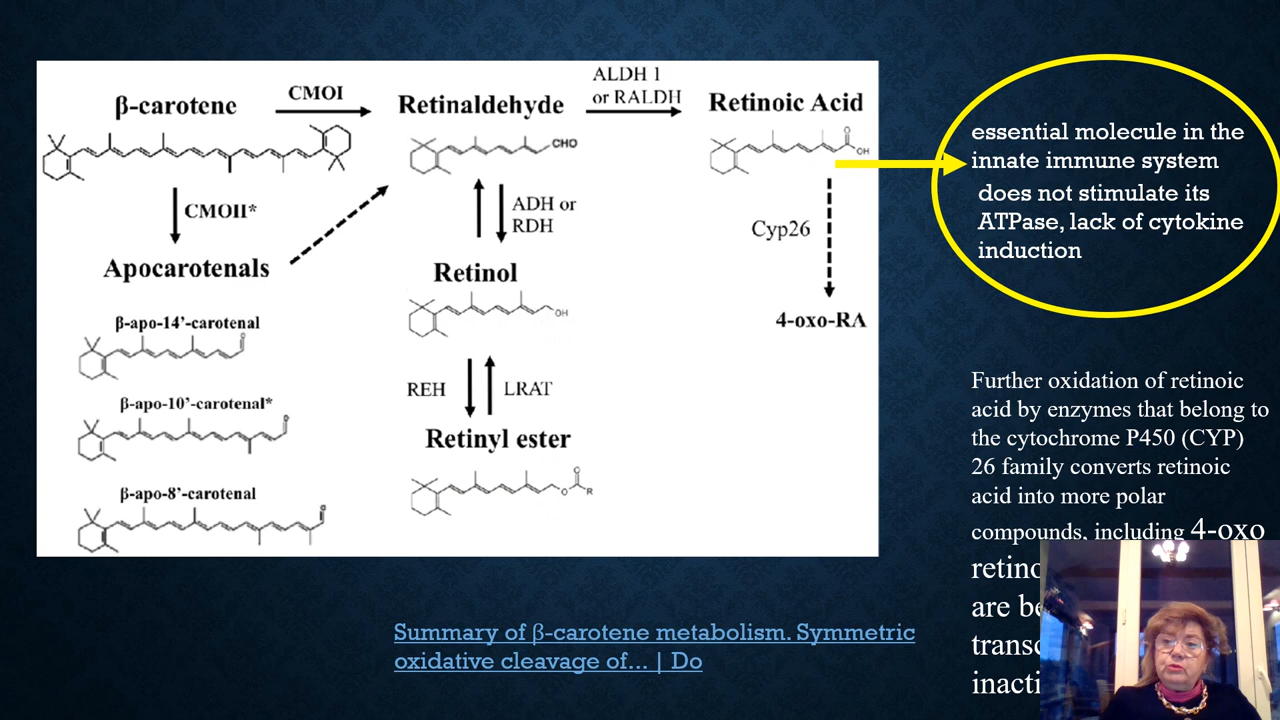 β-carotene
CMOI
Retinaldehyde
ALDH 1
or RALDH
Retinoic Acid
CHO
O
OH
CMOII*
ADH or
RDH
Cyp26
Apocarotenals
Retinol
OH
4-oxo-RA
β-apo-14’-carotenal
O
REH
LRAT
β-apo-10’-carotenal*
O
Retinyl ester
O
O
R
β-apo-8’-carotenal
O
essential molecule in the
innate immune system
does not stimulate its
ATPase, lack of cytokine
induction
Further oxidation of retinoic
acid by enzymes that belong to
the cytochrome P450 (CYP)
26 family converts retinoic
acid into more polar
compounds, including 4-oxo
are
Summary of β-carotene metabolism. Symmetric
oxidative cleavage of... | Do